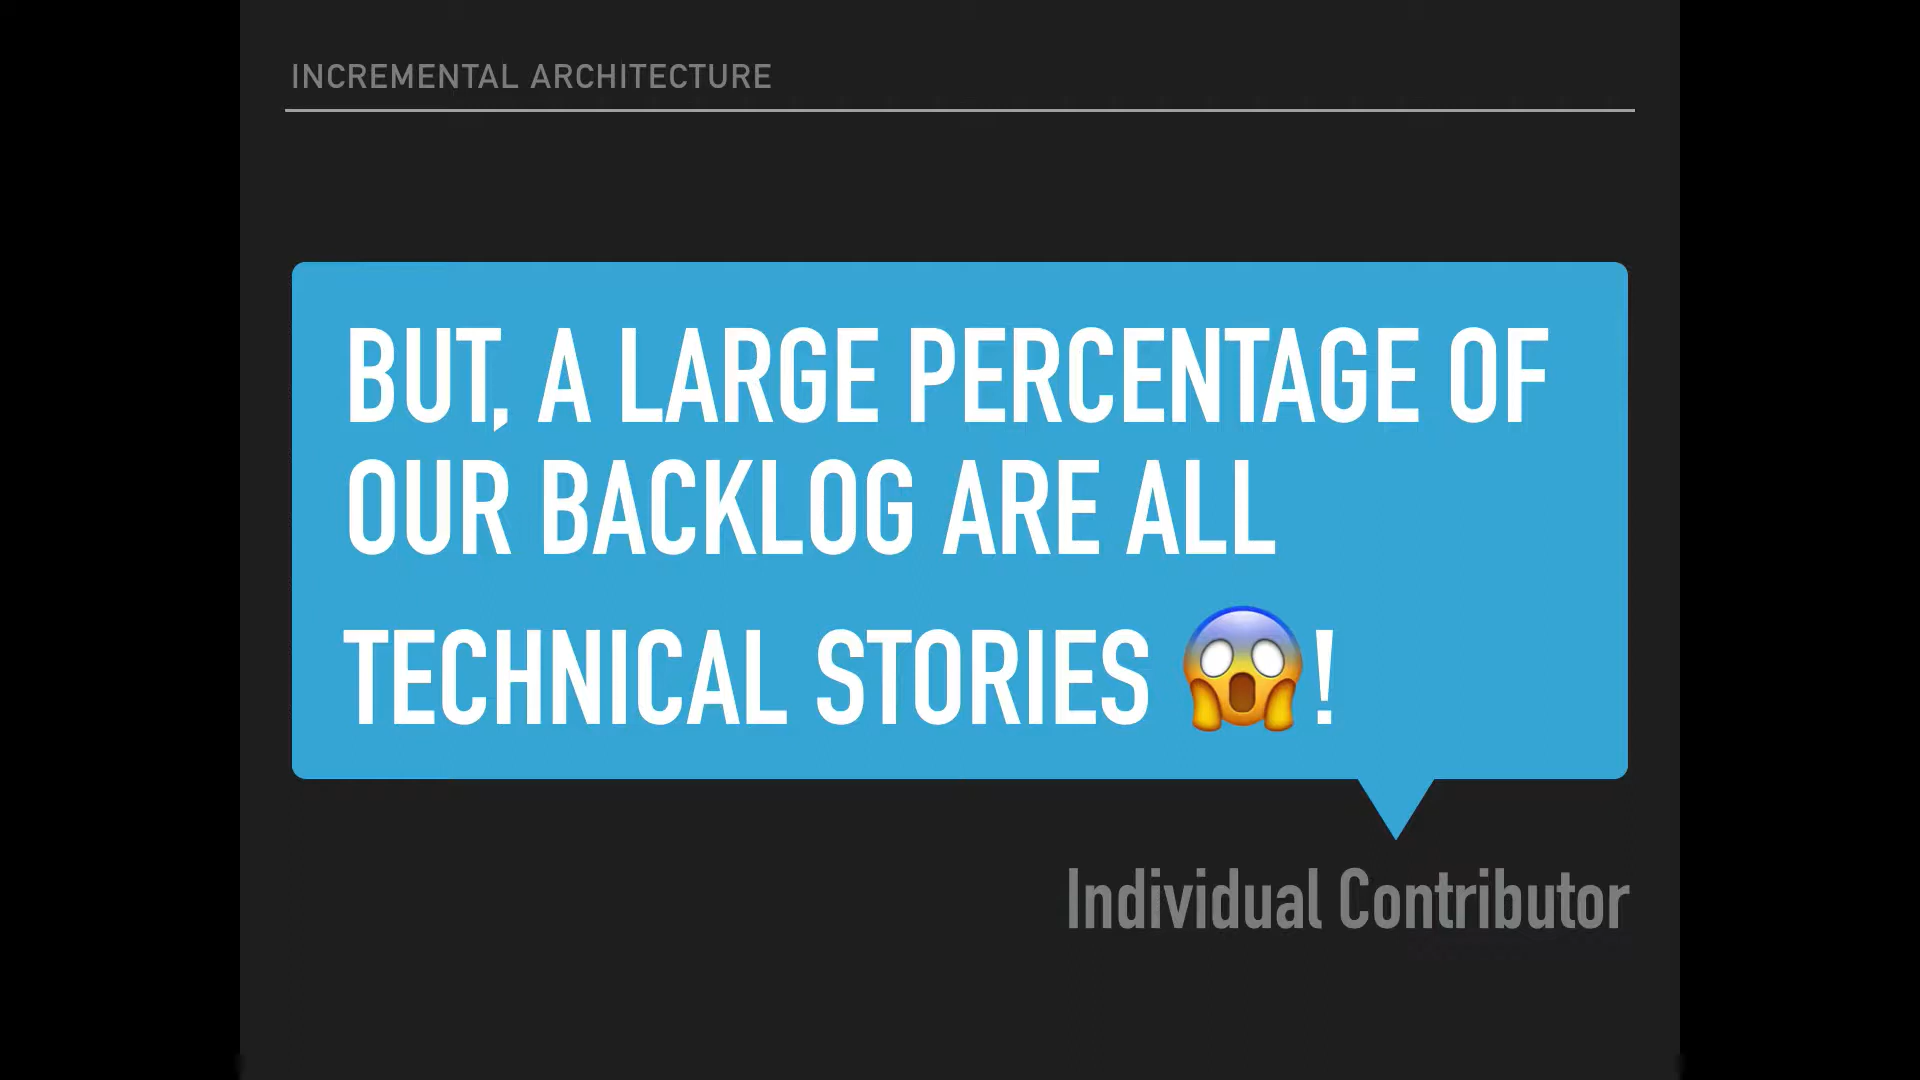 INCREMENTAL ARCHITECTURE
BUT, A LARGE PERCENTAGE OF
OUR BACKLOG ARE ALL
TECHNICAL STORIES 😱!
Individual Contributor